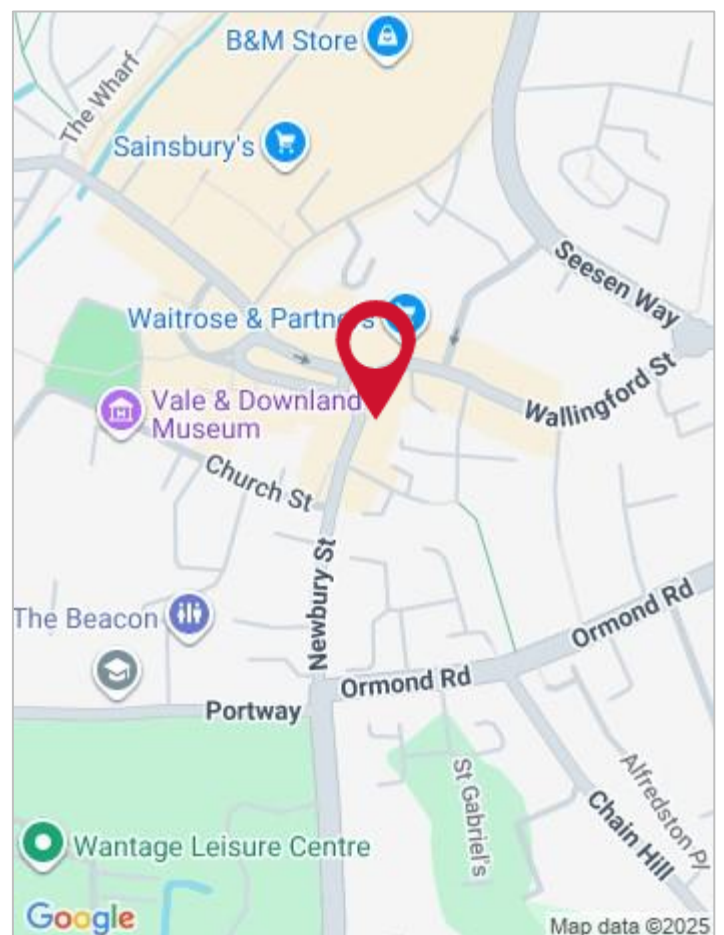 B&M Store
The Wharf
Sainsbury's
Seesen Way
Waitrose & Partners
Wallingford St
Vale & Downland
Museum
Church St
Newbury St
The Beacon
Ormond Rd
Ormond Rd
Portway
St Gabriel's
Alfredston Pl
Chain Hill
Wantage Leisure Centre
Google
Map data ©2025